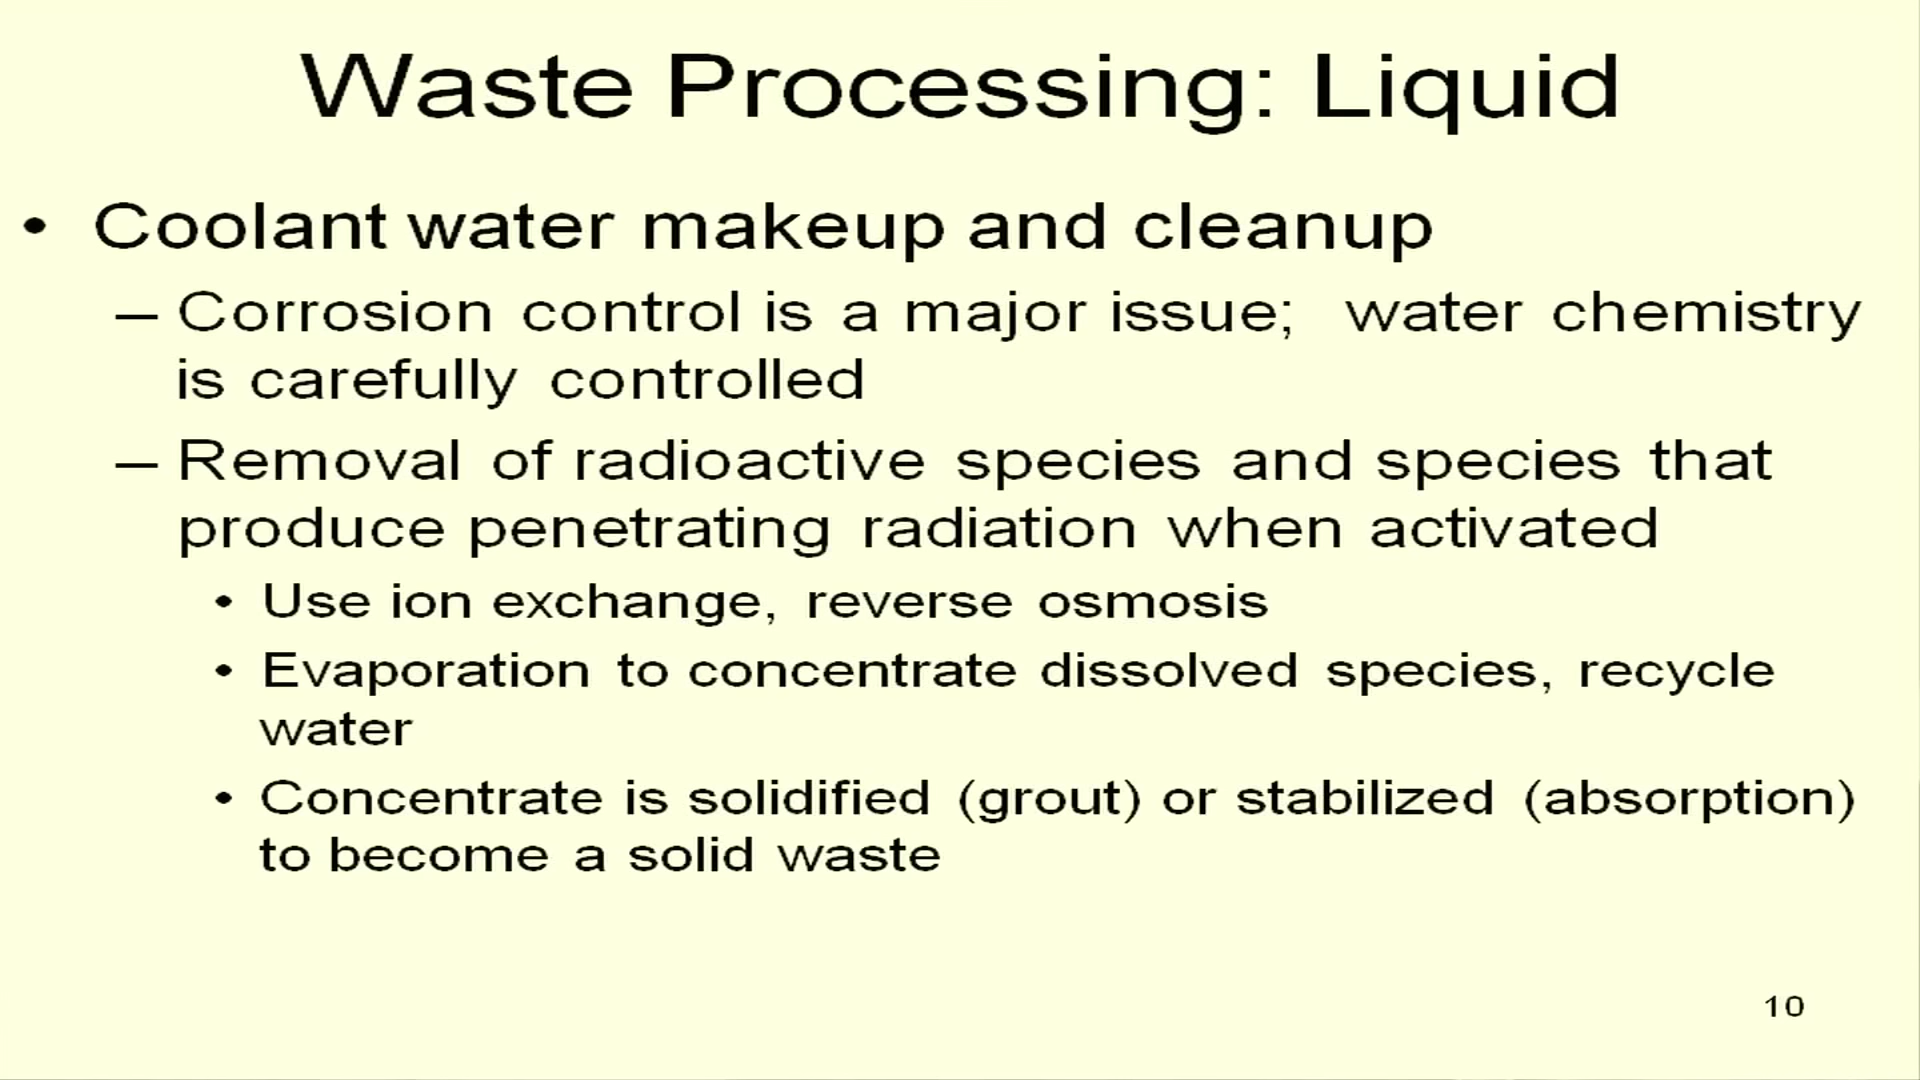 Waste Processing: Liquid
• Coolant water makeup and cleanup
– Corrosion control is a major issue; water chemistry
is carefully controlled
– Removal of radioactive species and species that
produce penetrating radiation when activated
• Use ion exchange, reverse osmosis
• Evaporation to concentrate dissolved species, recycle
water
• Concentrate is solidified (grout) or stabilized (absorption)
to become a solid waste
10